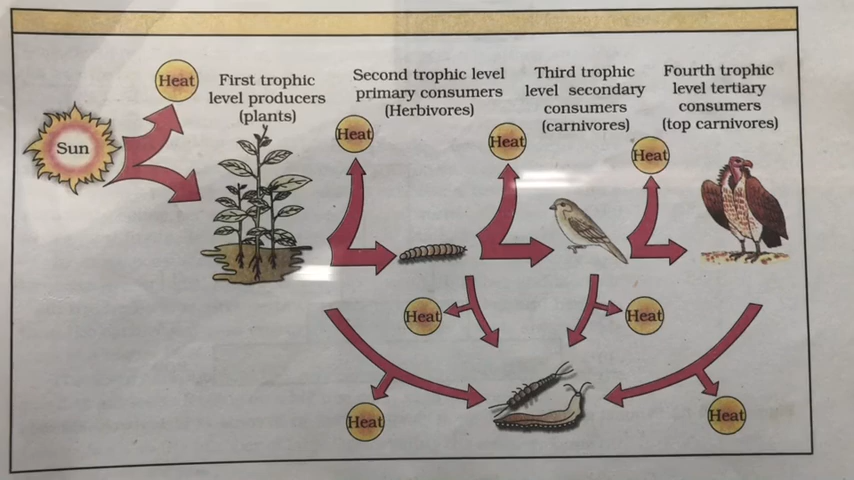 Sun
Heat
First trophic
level producers
(plants)
Second trophic level
primary consumers
(Herbivores)
Third trophic
level secondary
consumers
(carnivores)
Fourth trophic
level tertiary
consumers
(top carnivores)
Heat
Heat
Heat
Heat
Heat
Heat
Heat